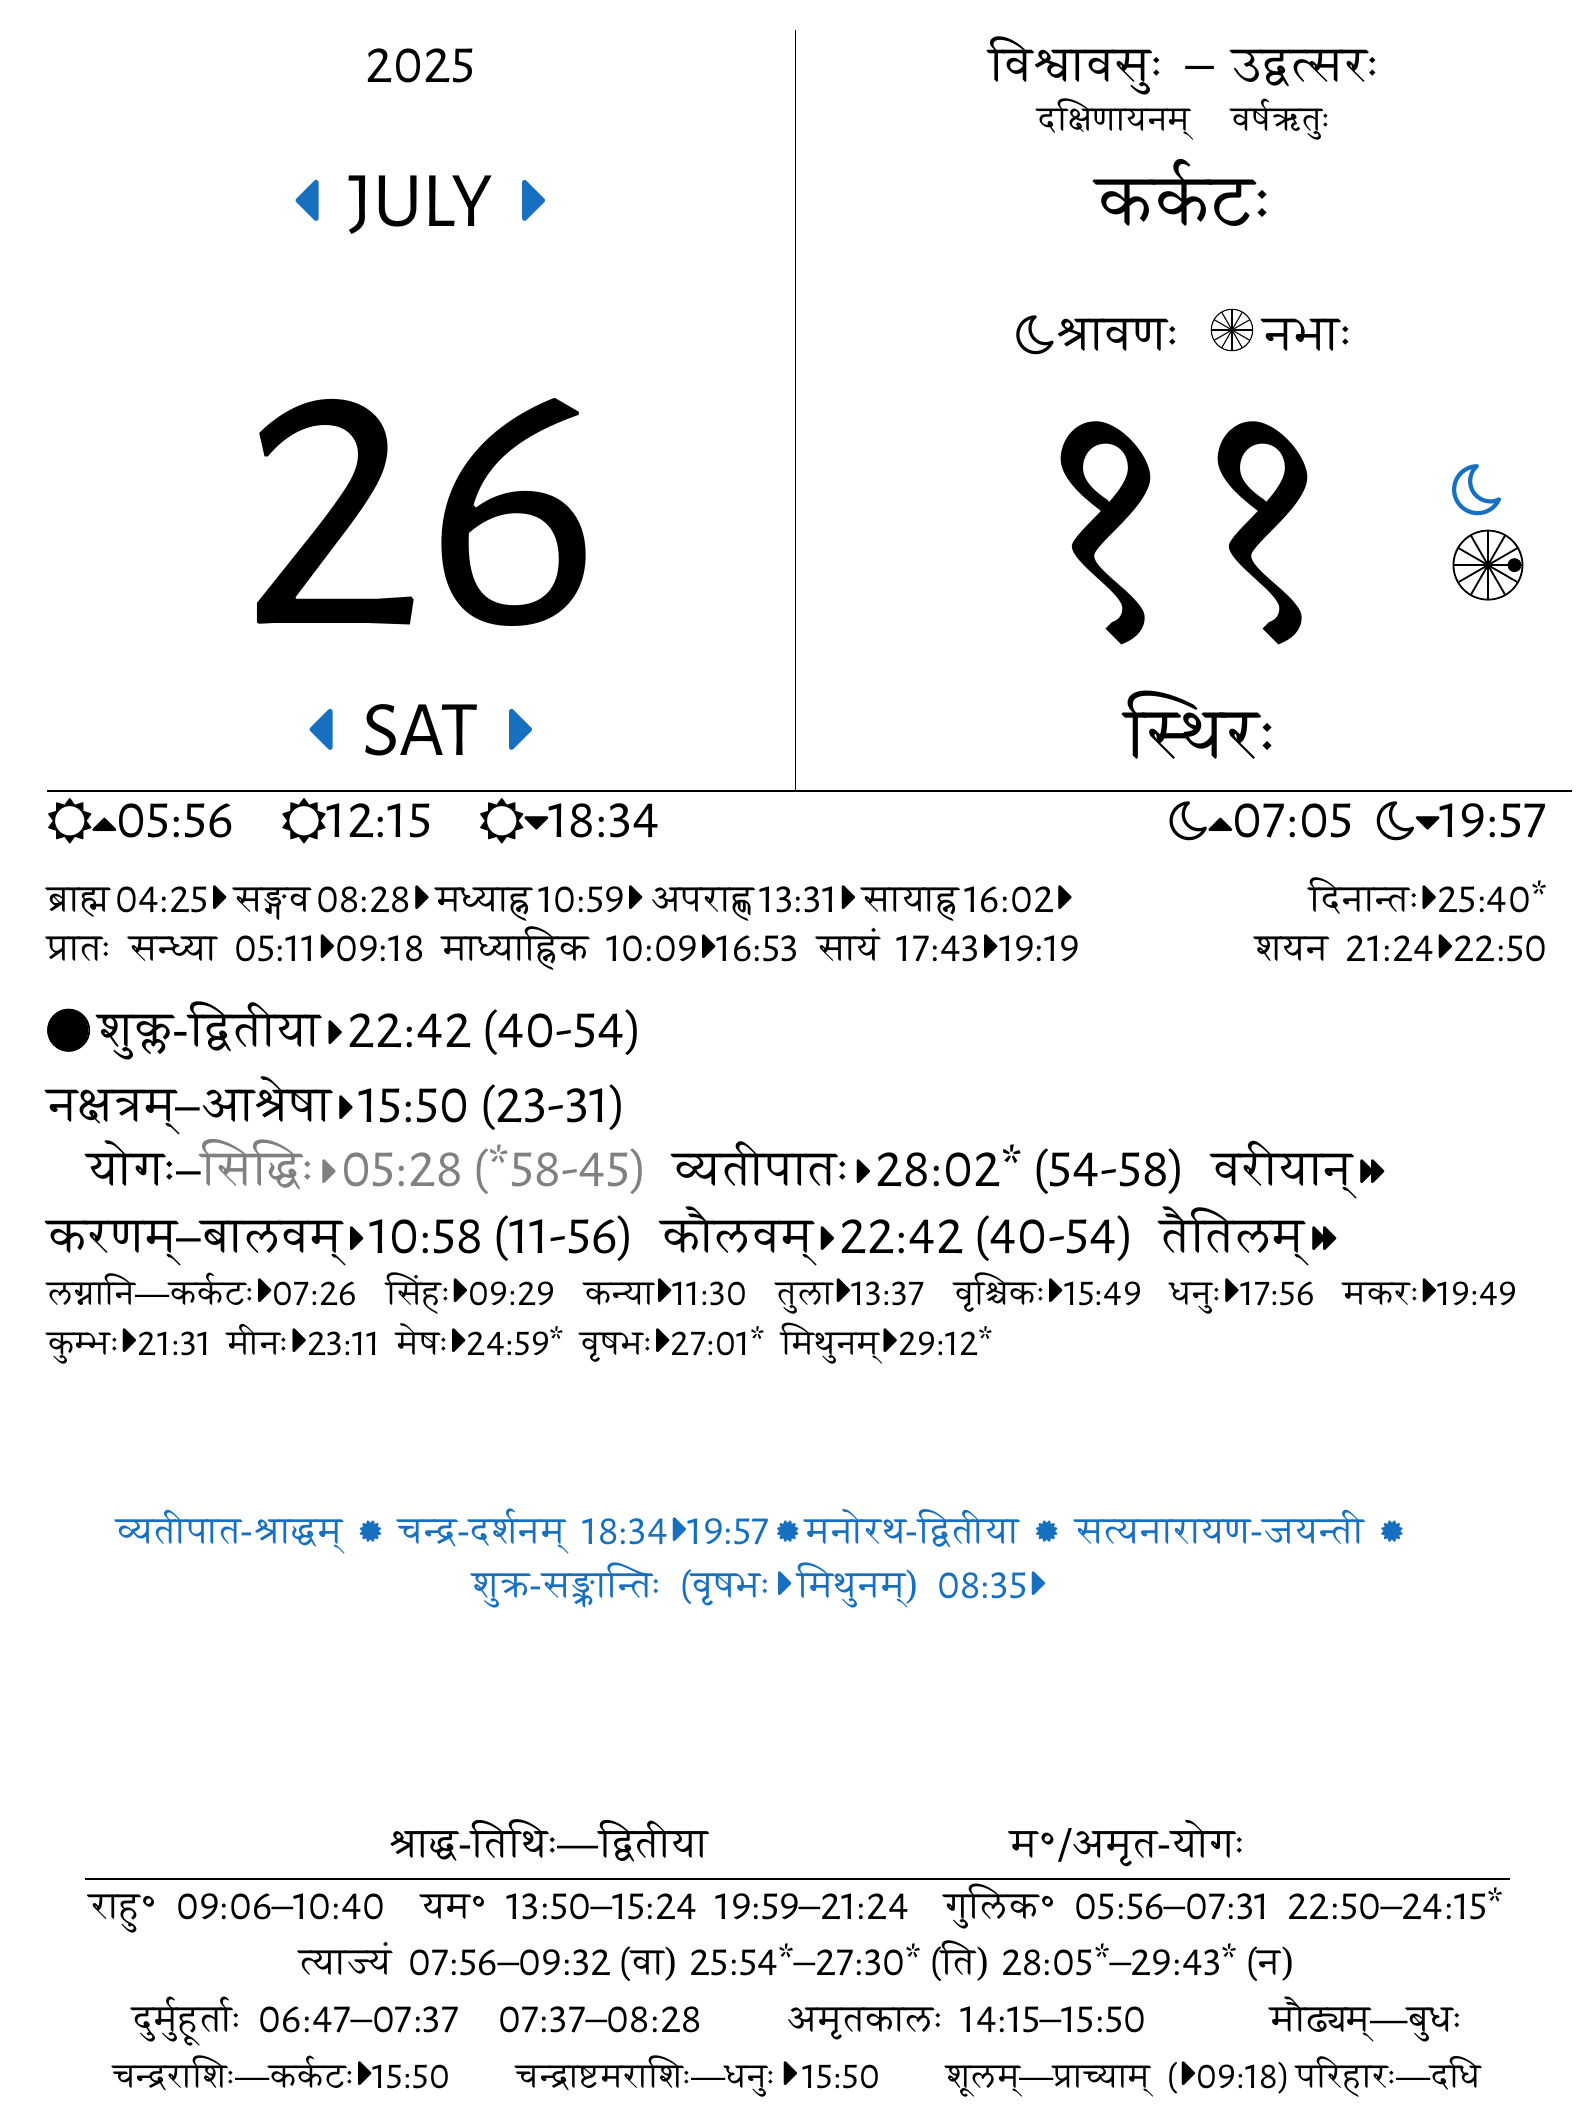 2025
JULY
26
SAT
विश्वावसुः – उद्वत्सरः
दक्षिणायनम् वर्षऋतुः
कर्कटः
श्रावणः नभाः
११
स्थिरः
05:56 12:15 18:34 07:05 19:57
ब्राह्म 04:25 सङ्गव 08:28 मध्याह्न 10:59 अपराह्ण 13:31 सायाह्न 16:02 दिनान्तः 25:40*
प्रातः सन्ध्या 05:11 09:18 माध्याह्निक 10:09 16:53 सायं 17:43 19:19 शयन 21:24 22:50
शुक्ल-द्वितीया 22:42 (40-54)
नक्षत्रम्–आश्रेषा 15:50 (23-31)
योगः–सिद्धिः 05:28 (*58-45) व्यतीपातः 28:02* (54-58) वरीयान्
करणम्–बालवम् 10:58 (11-56) कौलवम् 22:42 (40-54) तैतिलम्
लग्नानि—कर्कटः 07:26 सिंहः 09:29 कन्या 11:30 तुला 13:37 वृश्चिकः 15:49 धनुः 17:56 मकरः 19:49
कुम्भः 21:31 मीनः 23:11 मेषः 24:59* वृषभः 27:01* मिथुनम् 29:12*
व्यतीपात-श्राद्धम् चन्द्र-दर्शनम् 18:34 19:57 मनोरथ-द्वितीया सत्यनारायण-जयन्ती
शुक्र-सङ्क्रान्तिः (वृषभः मिथुनम्) 08:35
श्राद्ध-तिथिः—द्वितीया म॰/अमृत-योगः
राहु॰ 09:06–10:40 यम॰ 13:50–15:24 19:59–21:24 गुलिक॰ 05:56–07:31 22:50–24:15*
त्याज्यं 07:56–09:32 (वा) 25:54*–27:30* (ति) 28:05*–29:43* (न)
दुर्मुहूर्ताः 06:47–07:37 07:37–08:28 अमृतकालः 14:15–15:50 मौढ्यम्—बुधः
चन्द्रराशिः—कर्कटः 15:50 चन्द्राष्टमराशिः—धनुः 15:50 शूलम्—प्राच्याम् ( 09:18) परिहारः—दधि